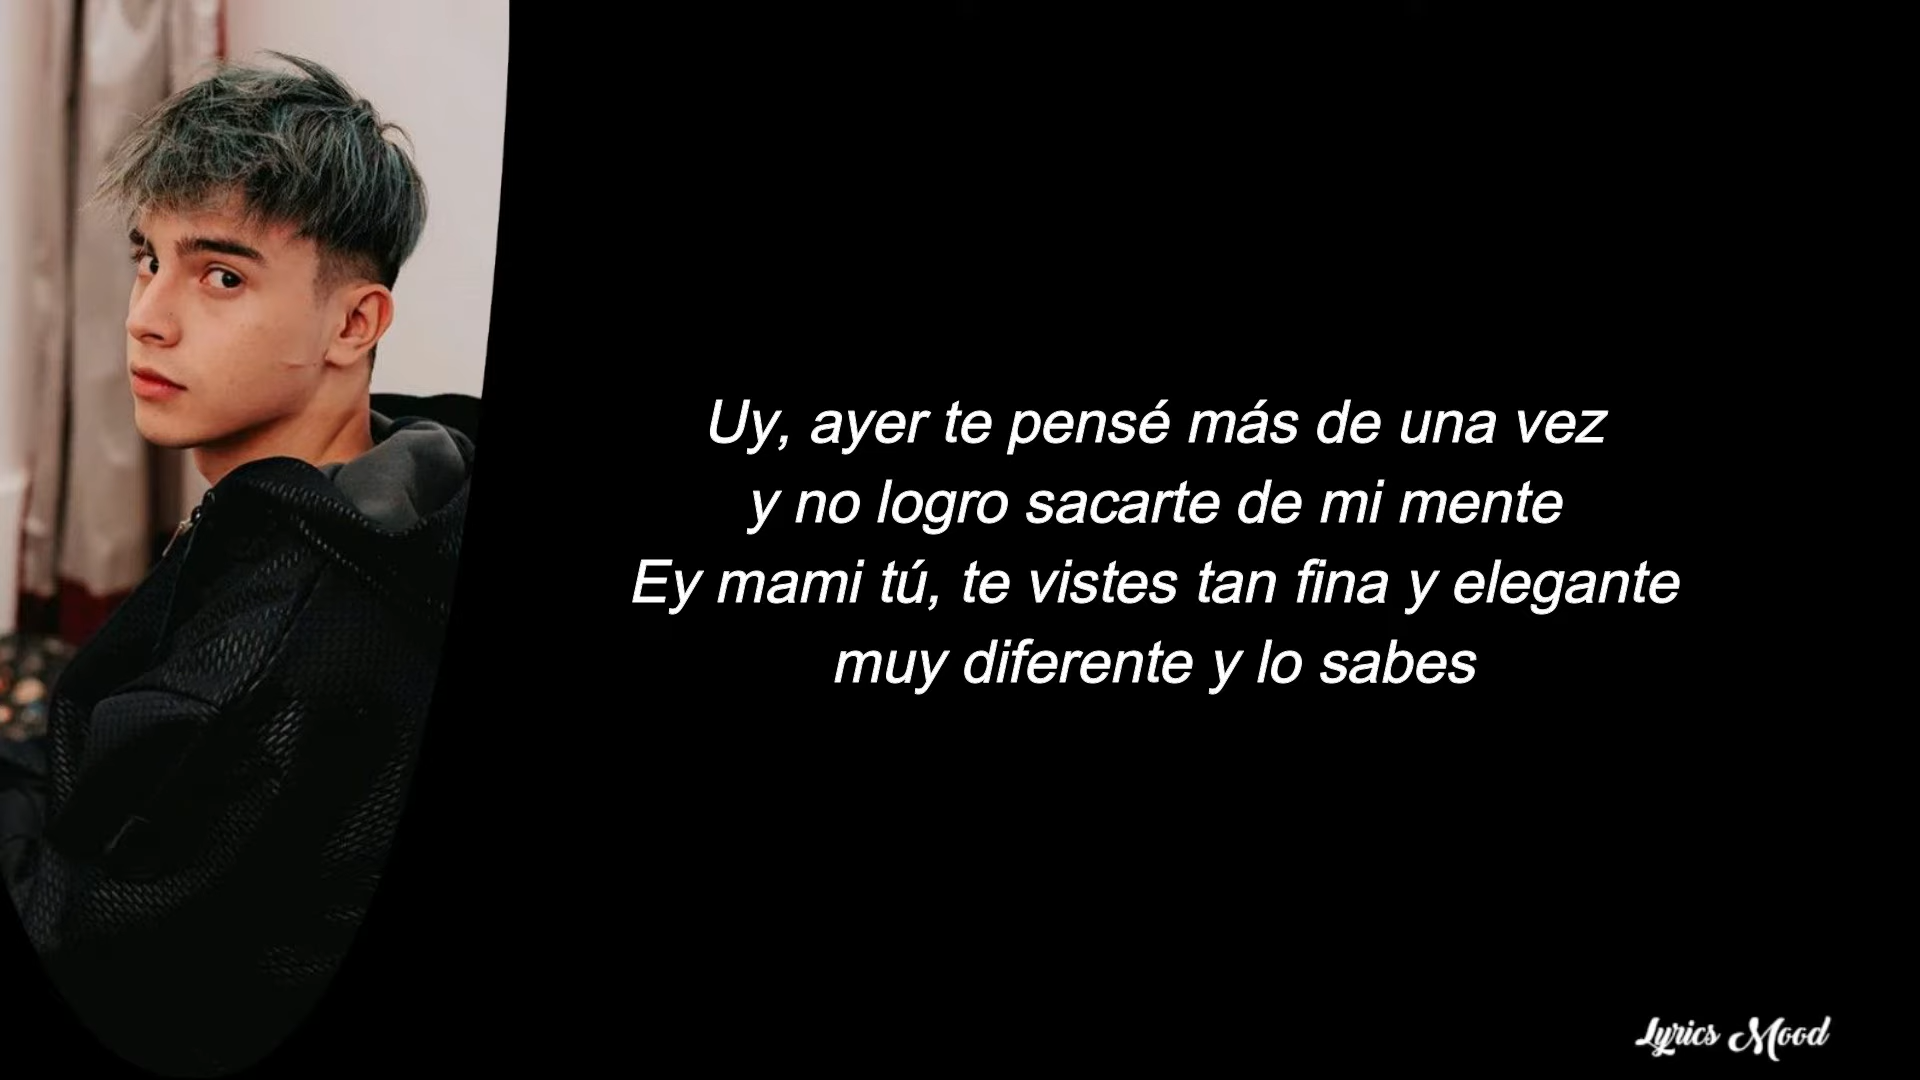 Uy, ayer te pensé más de una vez
y no logro sacarte de mi mente
Ey mami tú, te vistes tan fina y elegante
muy diferente y lo sabes
Lyrics Mood